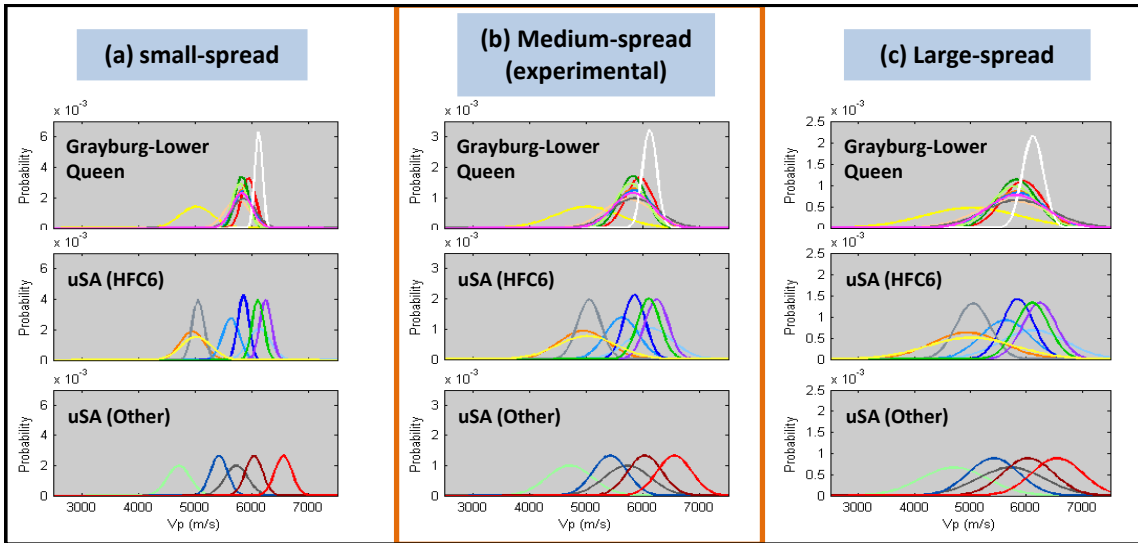 (a) small-spread
x 10⁻³
6
4
2
0
Probability
Grayburg-Lower
Queen
x 10⁻³
6
4
2
0
Probability
uSA (HFC6)
x 10⁻³
6
4
2
0
Probability
uSA (Other)
3000 4000 5000 6000 7000
Vp (m/s)
(b) Medium-spread
(experimental)
x 10⁻³
3
2
1
0
Probability
Grayburg-Lower
Queen
x 10⁻³
3
2
1
0
Probability
uSA (HFC6)
x 10⁻³
3
2
1
0
Probability
uSA (Other)
3000 4000 5000 6000 7000
Vp (m/s)
(c) Large-spread
x 10⁻³
2.5
2
1.5
1
0.5
0
Probability
Grayburg-Lower
Queen
x 10⁻³
2.5
2
1.5
1
0.5
0
Probability
uSA (HFC6)
x 10⁻³
2.5
2
1.5
1
0.5
0
Probability
uSA (Other)
3000 4000 5000 6000 7000
Vp (m/s)